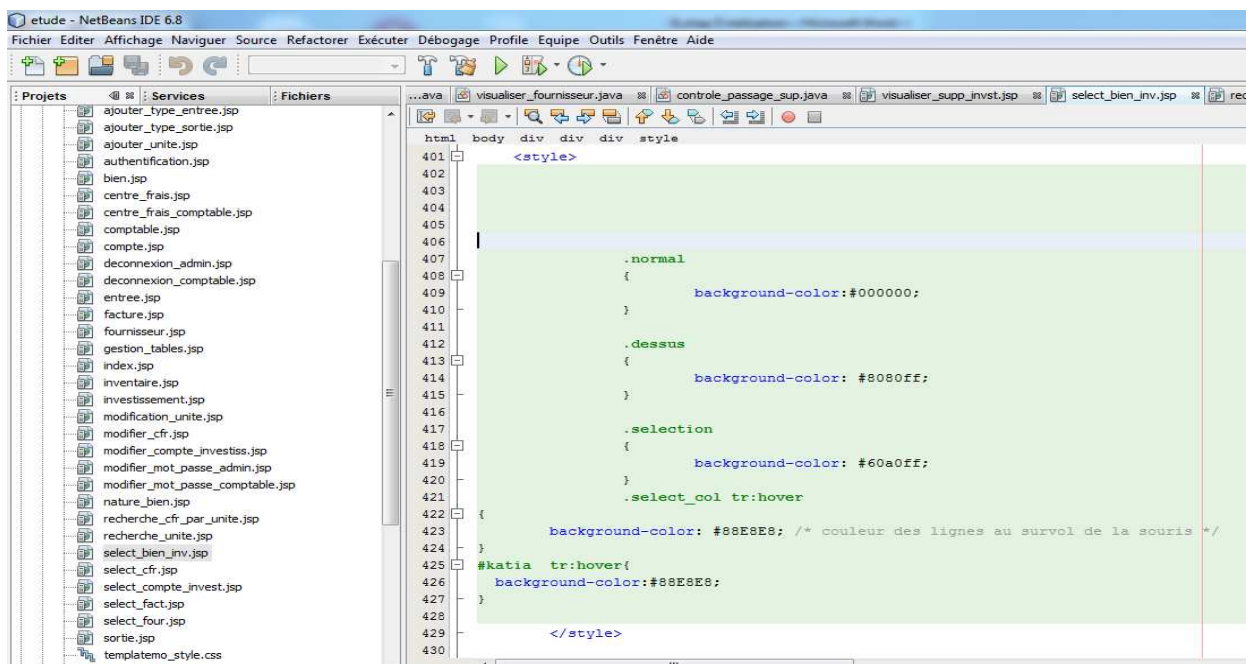 etude - NetBeans IDE 6.8
Fichier Editer Affichage Naviguer Source Refactorer Exécuter Débogage Profile Equipe Outils Fenêtre Aide
Projets Services Fichiers
ajouter_type_entree.jsp
ajouter_type_sortie.jsp
ajouter_unite.jsp
authentification.jsp
bien.jsp
centre_frais.jsp
centre_frais_comptable.jsp
comptable.jsp
compte.jsp
deconnexion_admin.jsp
deconnexion_comptable.jsp
entree.jsp
facture.jsp
fournisseur.jsp
gestion_tables.jsp
index.jsp
inventaire.jsp
investissement.jsp
modification_unite.jsp
modifier_cfr.jsp
modifier_compte_investiss.jsp
modifier_mot_passe_admin.jsp
modifier_mot_passe_comptable.jsp
nature_bien.jsp
recherche_cfr_par_unite.jsp
recherche_unite.jsp
select_bien_inv.jsp
select_cfr.jsp
select_compte_invest.jsp
select_fact.jsp
select_four.jsp
sortie.jsp
templatemo_style.css
...ava visualiser_fournisseur.java controle_passage_sup.java visualiser_supp_invst.jsp select_bien_inv.jsp rec
html body div div div style
401 <style>
402
403
404
405
406
407 .normal
408 {
409 background-color:#000000;
410 }
411
412 .dessus
413 {
414 background-color: #8080ff;
415 }
416
417 .selection
418 {
419 background-color: #60a0ff;
420 }
421 .select_col tr:hover
422 {
423 background-color: #88E8E8; /* couleur des lignes au survol de la souris */
424 }
425 #katia tr:hover{
426 background-color:#88E8E8;
427 }
428
429 </style>
430